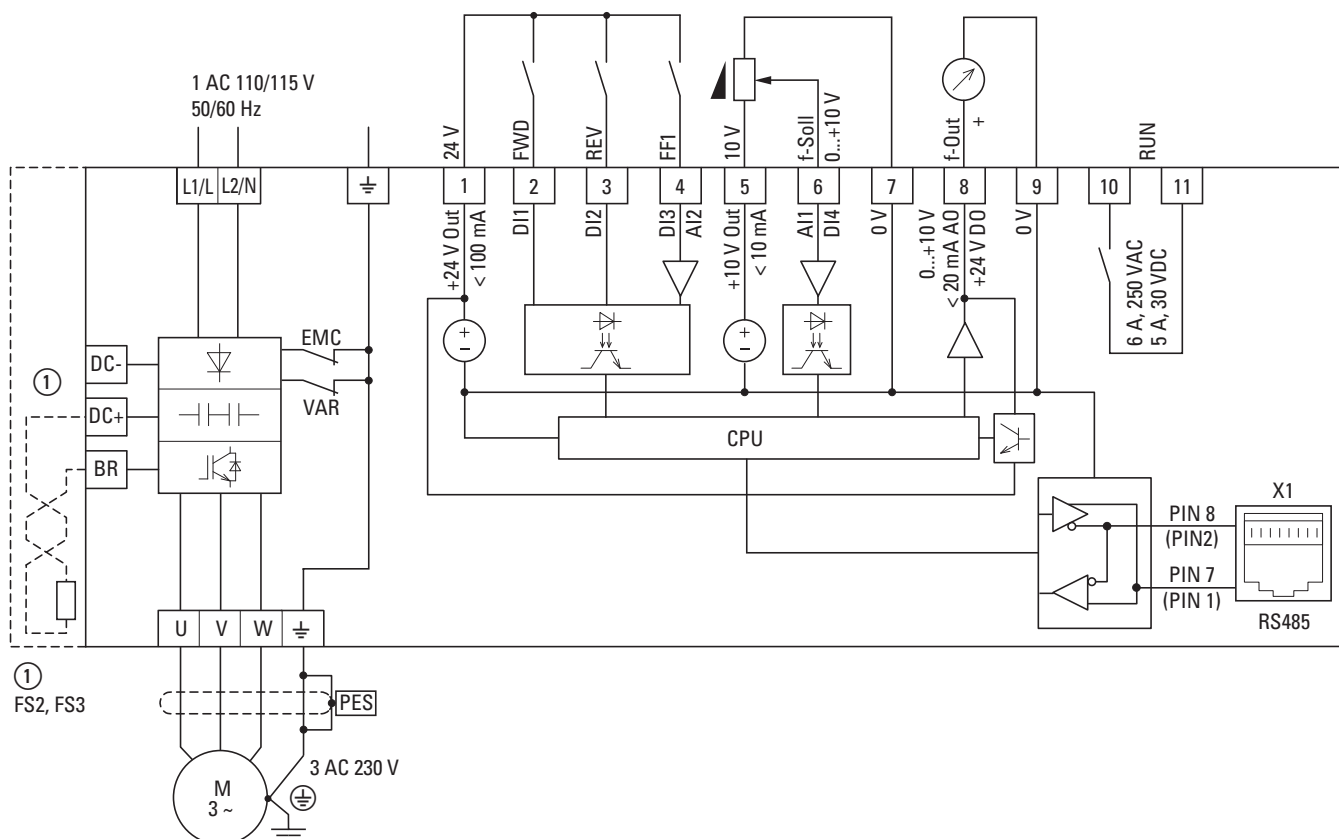 1 AC 110/115 V
50/60 Hz
24 V
FWD
REV
FF1
10 V
f-Soll
0...+10 V
f-Out
+
RUN
L1/L
L2/N
1
2
3
4
5
6
7
8
9
10
11
+24 V Out
< 100 mA
DI1
DI2
DI3
AI2
+10 V Out
< 10 mA
AI1
DI4
0 V
0...+10 V
< 20 mA AO
+24 V DO
0 V
6 A, 250 VAC
5 A, 30 VDC
+
-
+
-
EMC
VAR
DC-
DC+
BR
1
CPU
X1
PIN 8
(PIN2)
PIN 7
(PIN 1)
RS485
U
V
W
1
FS2, FS3
PES
3 AC 230 V
M
3 ~